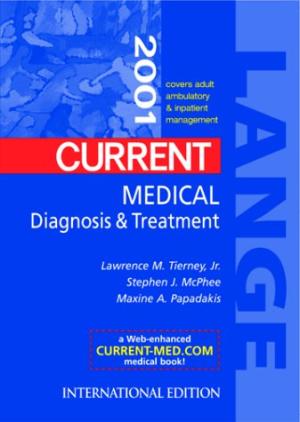 2001
covers adult
ambulatory
& inpatient
management
LANGE
CURRENT
MEDICAL
Diagnosis & Treatment
Lawrence M. Tierney, Jr.
Stephen J. McPhee
Maxine A. Papadakis
a Web-enhanced
CURRENT-MED.COM
medical book!
INTERNATIONAL EDITION